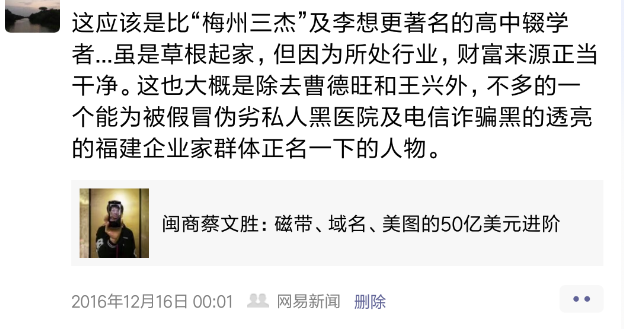 这应该是比“梅州三杰”及李想更著名的高中辍学
者...虽是草根起家，但因为所处行业，财富来源正当
干净。这也大概是除去曹德旺和王兴外，不多的一
个能为被假冒伪劣私人黑医院及电信诈骗黑的透亮
的福建企业家群体正名一下的人物。
闽商蔡文胜：磁带、域名、美图的50亿美元进阶
2016年12月16日 00:01 网易新闻 删除